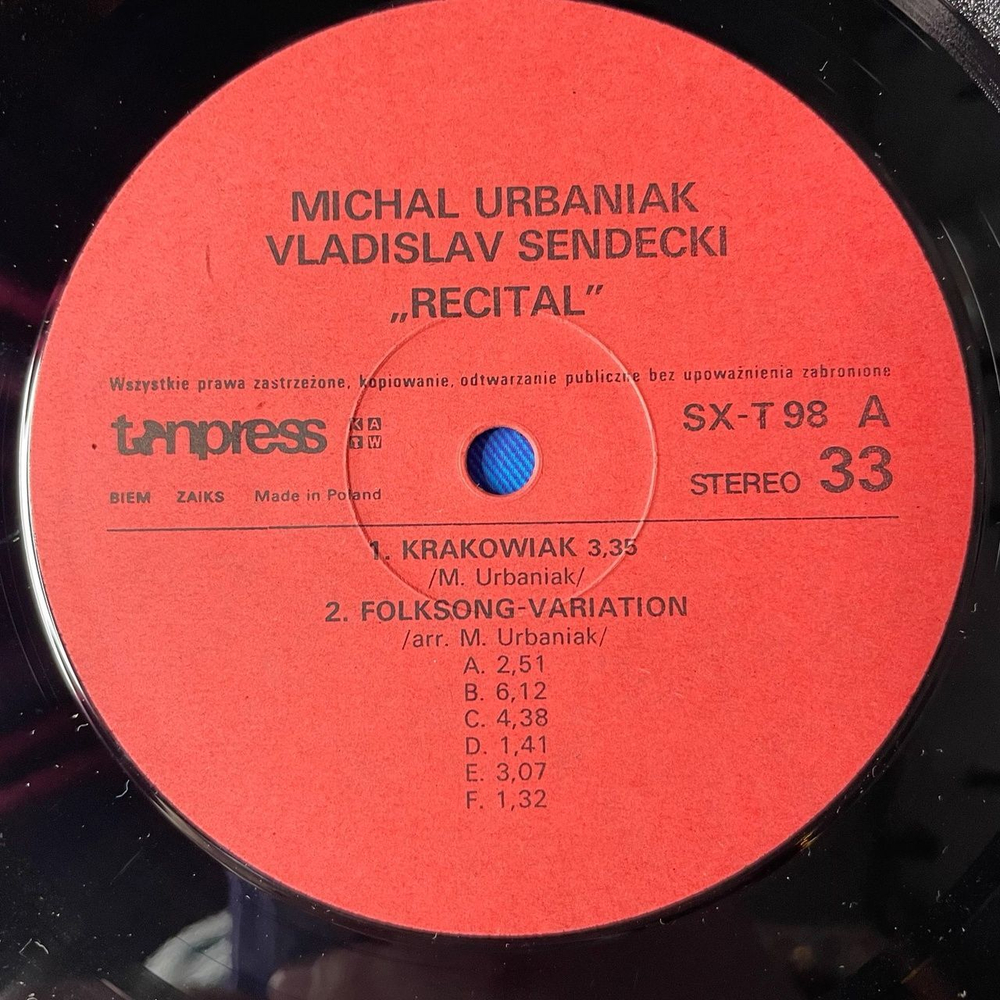 MICHAL URBANIAK
VLADISLAV SENDECKI
„RECITAL”
Wszystkie prawa zastrzeżone, kopiowanie, odtwarzanie publiczne bez upoważnienia zabronione
tonpress KATW
SX-T 98 A
STEREO 33
BIEM ZAIKS Made in Poland
1. KRAKOWIAK 3,35
/M. Urbaniak/
2. FOLKSONG-VARIATION
/arr. M. Urbaniak/
A. 2,51
B. 6,12
C. 4,38
D. 1,41
E. 3,07
F. 1,32